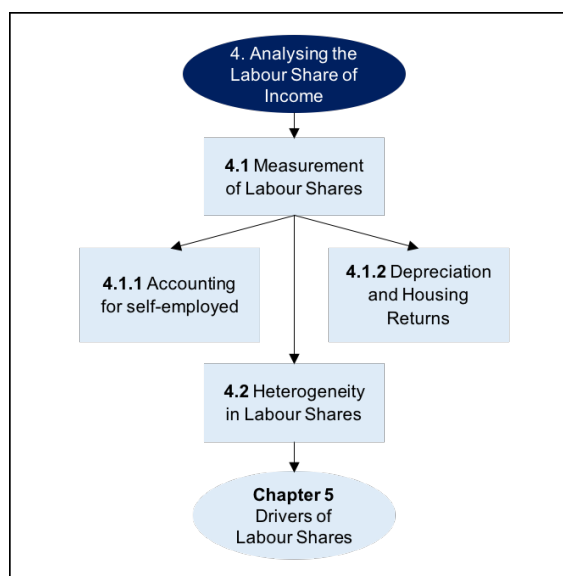 4. Analysing the
Labour Share of
Income
4.1 Measurement
of Labour Shares
4.1.1 Accounting
for self-employed
4.1.2 Depreciation
and Housing
Returns
4.2 Heterogeneity
in Labour Shares
Chapter 5
Drivers of
Labour Shares